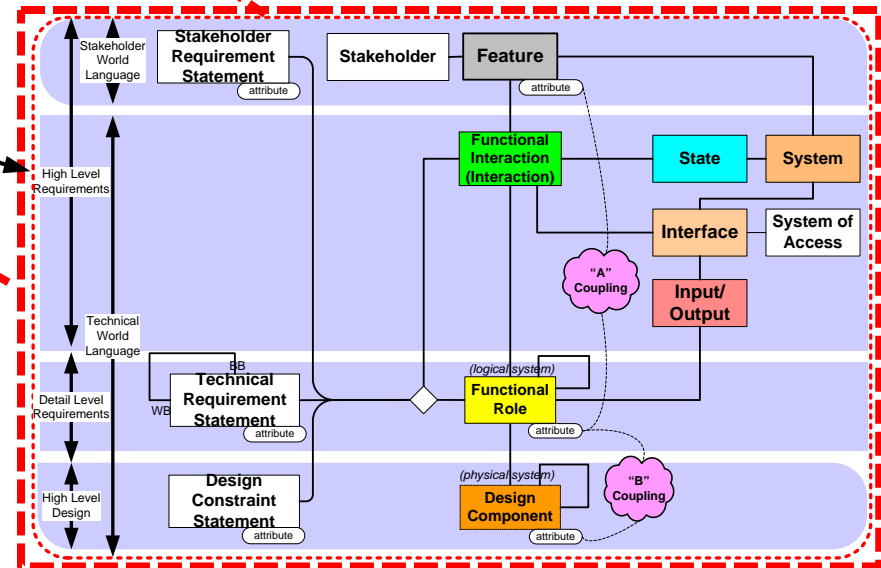 Stakeholder
World
Language
Stakeholder
Requirement
Statement
attribute
Stakeholder
Feature
attribute
High Level
Requirements
Functional
Interaction
(Interaction)
State
System
Interface
System of
Access
“A”
Coupling
Input/
Output
Technical
World
Language
Detail Level
Requirements
BB
WB
Technical
Requirement
Statement
attribute
(logical system)
Functional
Role
attribute
High Level
Design
Design
Constraint
Statement
attribute
(physical system)
Design
Component
attribute
“B”
Coupling